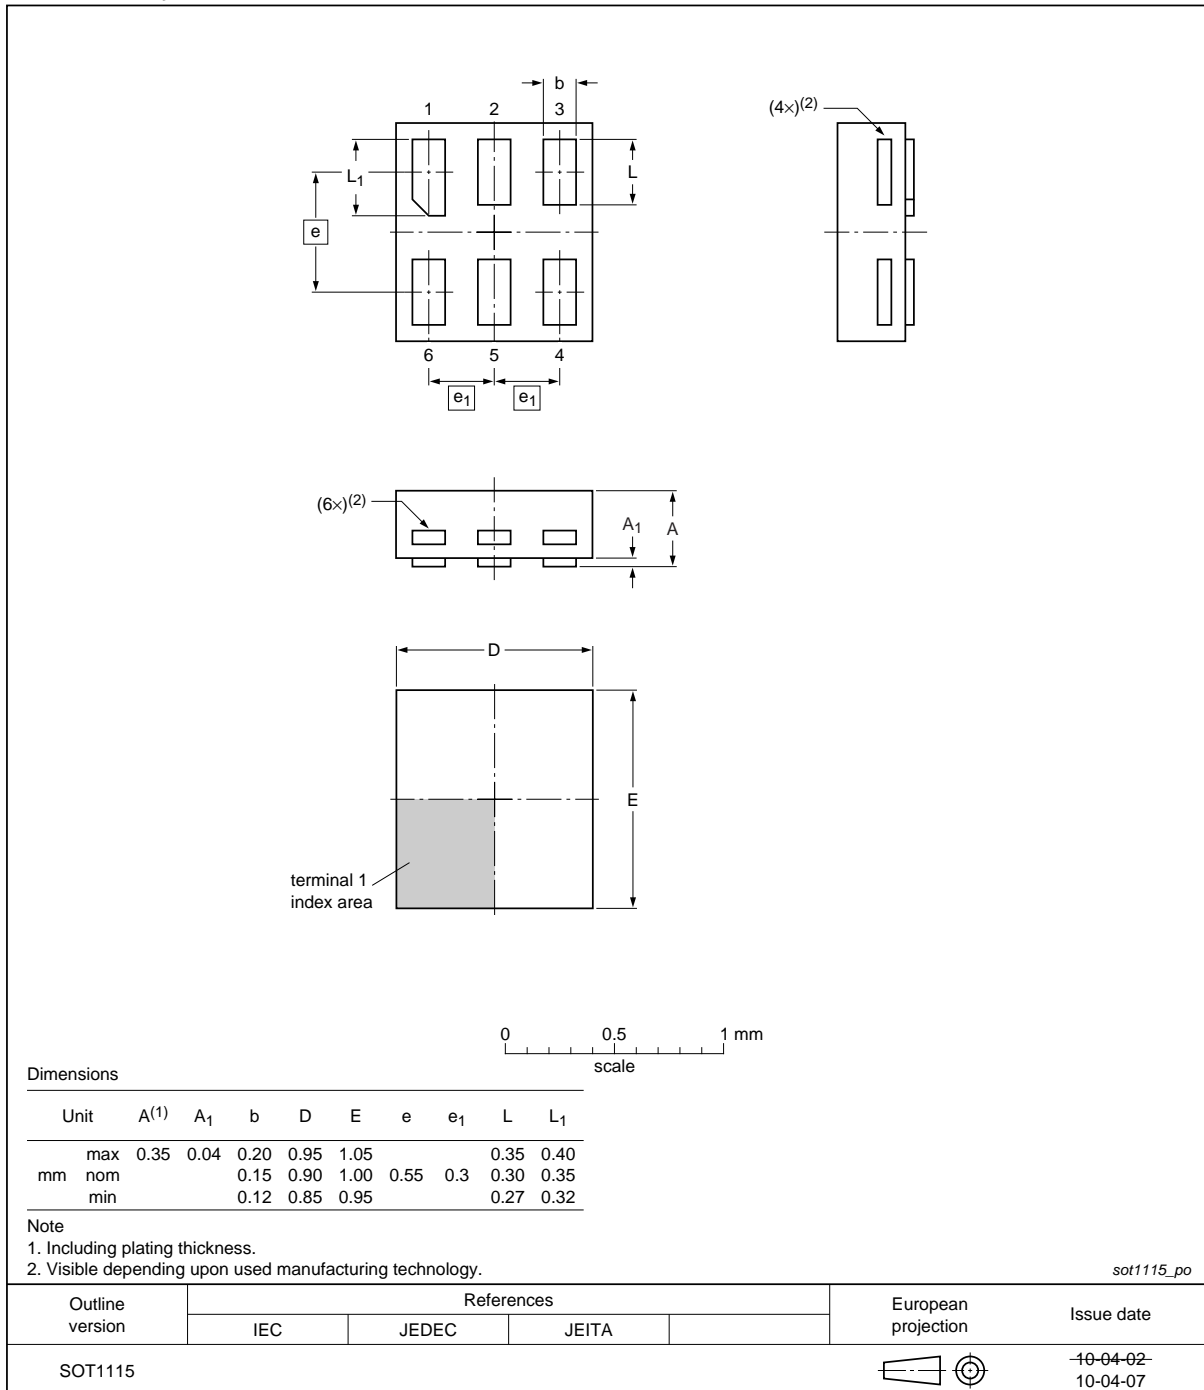 b
1 2 3
(4×)(2)
L1
L
e
6 5 4
e1 e1
(6×)(2)
A1 A
D
E
terminal 1
index area
0 0.5 1 mm
scale
Dimensions
Unit A(1) A1 b D E e e1 L L1
max 0.35 0.04 0.20 0.95 1.05 0.35 0.40
mm nom 0.15 0.90 1.00 0.55 0.3 0.30 0.35
min 0.12 0.85 0.95 0.27 0.32
Note
1. Including plating thickness.
2. Visible depending upon used manufacturing technology.
sot1115_po
Outline version
References
IEC JEDEC JEITA
European projection
Issue date
SOT1115
10-04-02
10-04-07